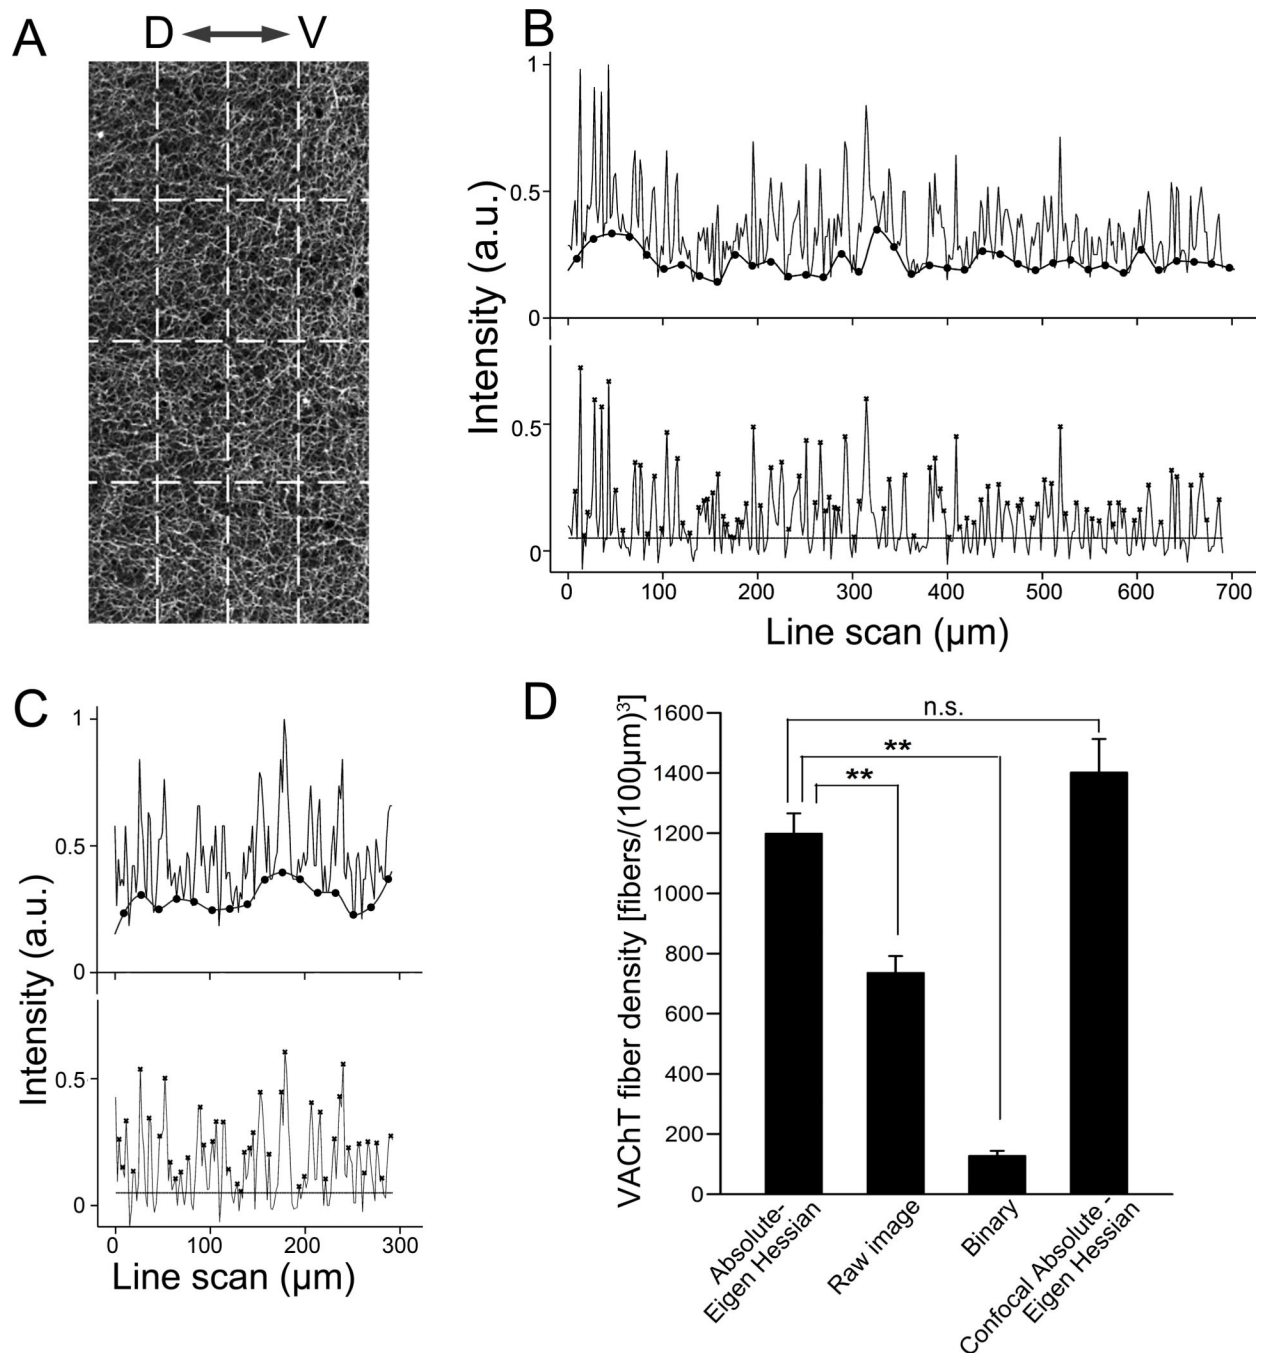 A
D V
B
1
0.5
0
Intensity (a.u.)
0.5
0
0 100 200 300 400 500 600 700
Line scan (µm)
C
1
0.5
0
Intensity (a.u.)
0.5
0
0 100 200 300
Line scan (µm)
D
VAChT fiber density [fibers/(100µm)³]
1600
1400
1200
1000
800
600
400
200
0
n.s.
**
**
Absolute-
Eigen Hessian
Raw image
Binary
Confocal Absolute -
Eigen Hessian